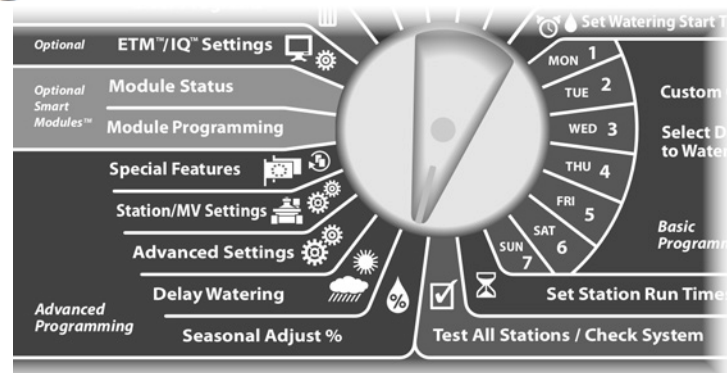 Optional
ETM™/IQ™ Settings
Optional
Smart
Modules™
Module Status
Module Programming
Special Features
Station/MV Settings
Advanced Settings
Delay Watering
Advanced
Programming
Seasonal Adjust %
%
Set Watering Start
MON 1
TUE 2
WED 3
THU 4
FRI 5
SAT 6
SUN 7
Custom
Select
to Water
Basic
Set Station Run Time
Test All Stations / Check System